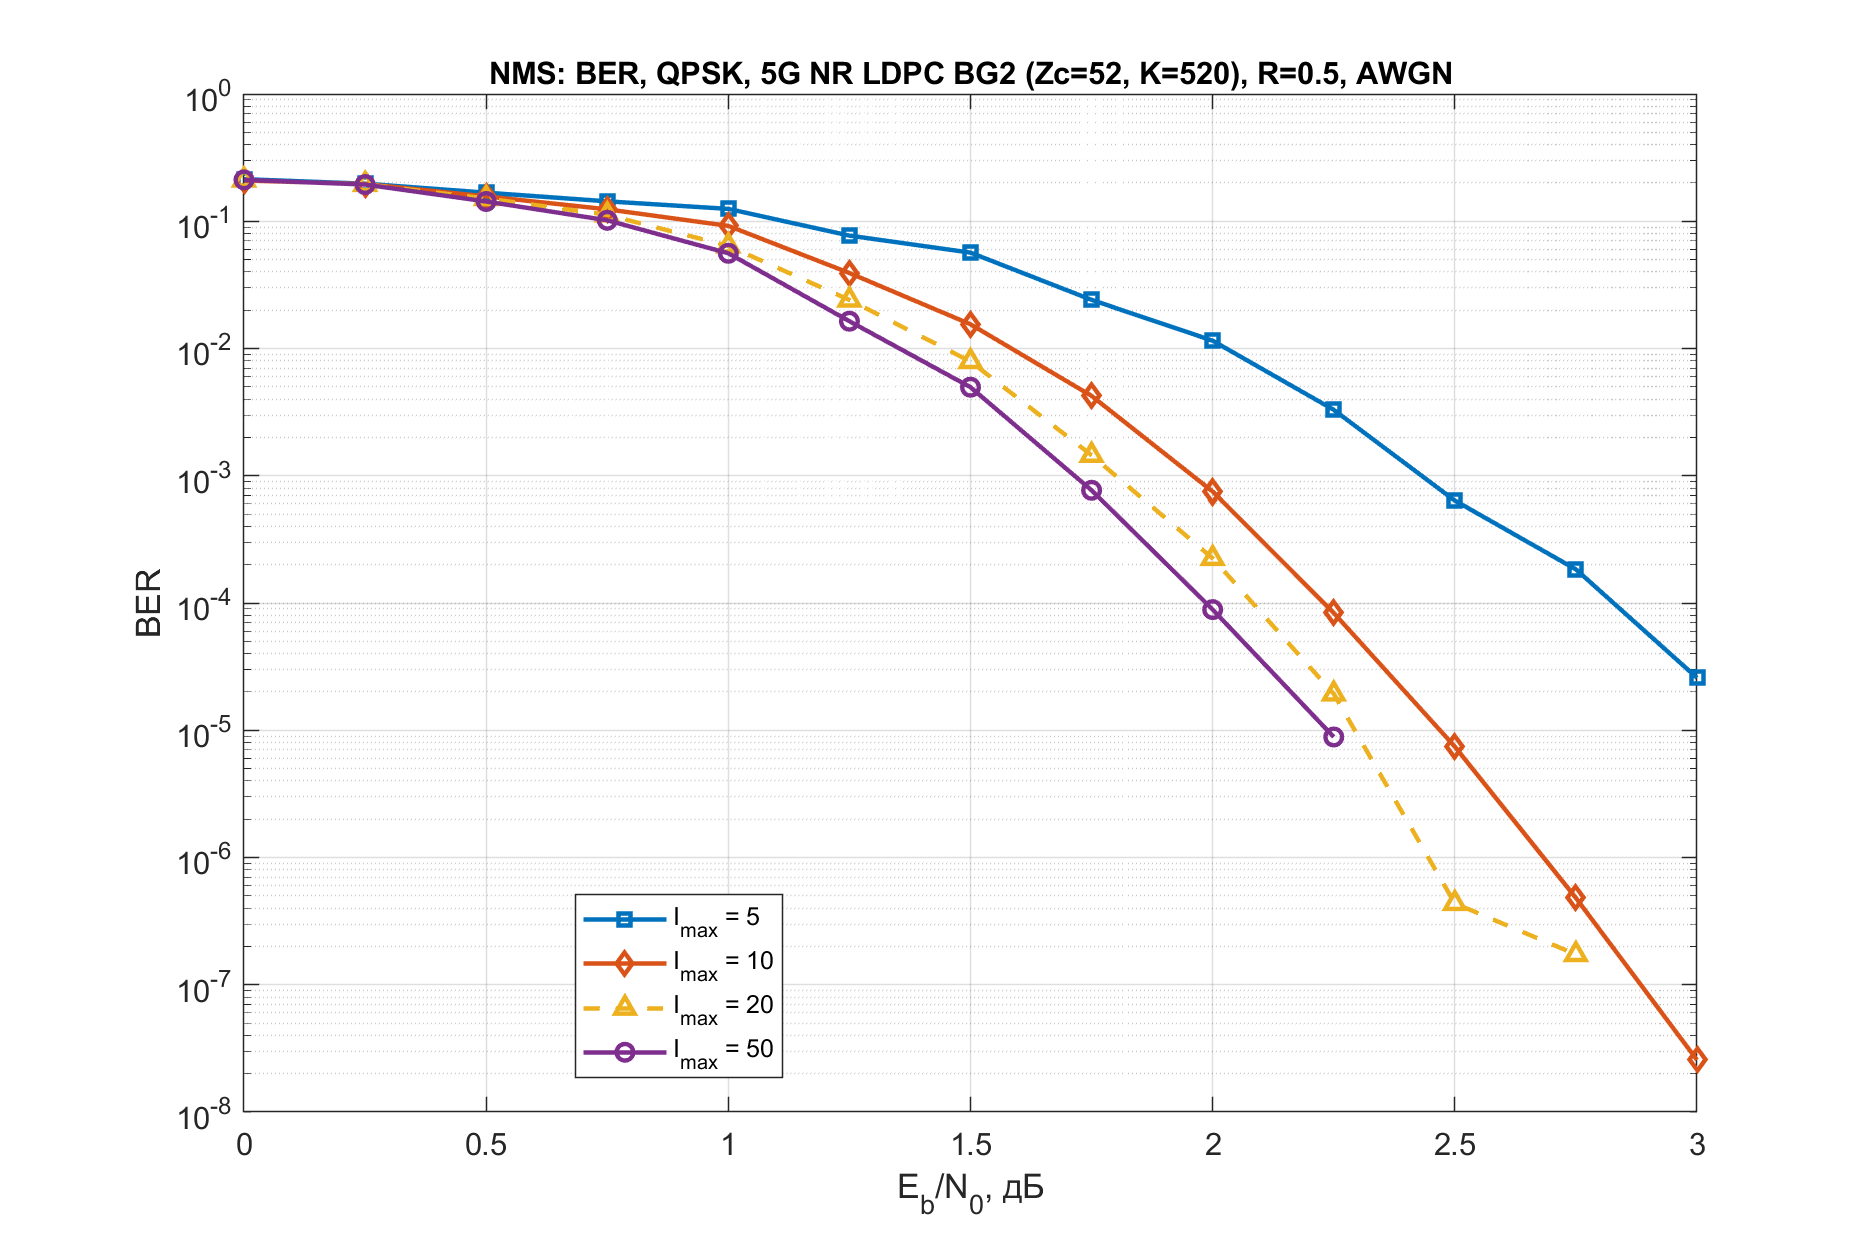 NMS: BER, QPSK, 5G NR LDPC BG2 (Zc=52, K=520), R=0.5, AWGN
10^0
10^-1
10^-2
10^-3
10^-4
10^-5
10^-6
10^-7
10^-8
BER
I_max = 5
I_max = 10
I_max = 20
I_max = 50
0 0.5 1 1.5 2 2.5 3
E_b/N_0, дБ